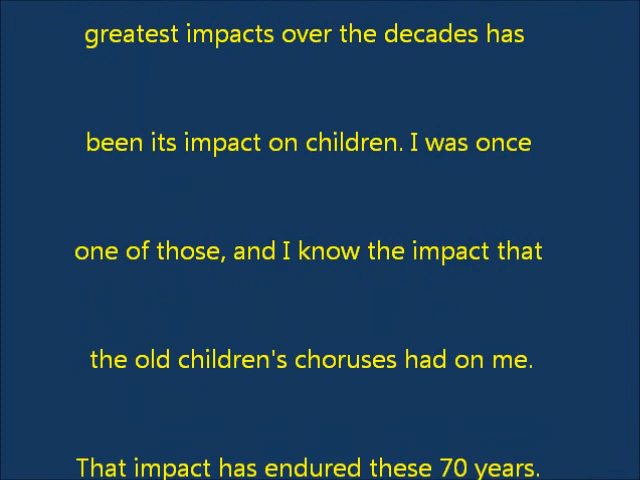 greatest impacts over the decades has
been its impact on children. I was once
one of those, and I know the impact that
the old children's choruses had on me.
That impact has endured these 70 years.